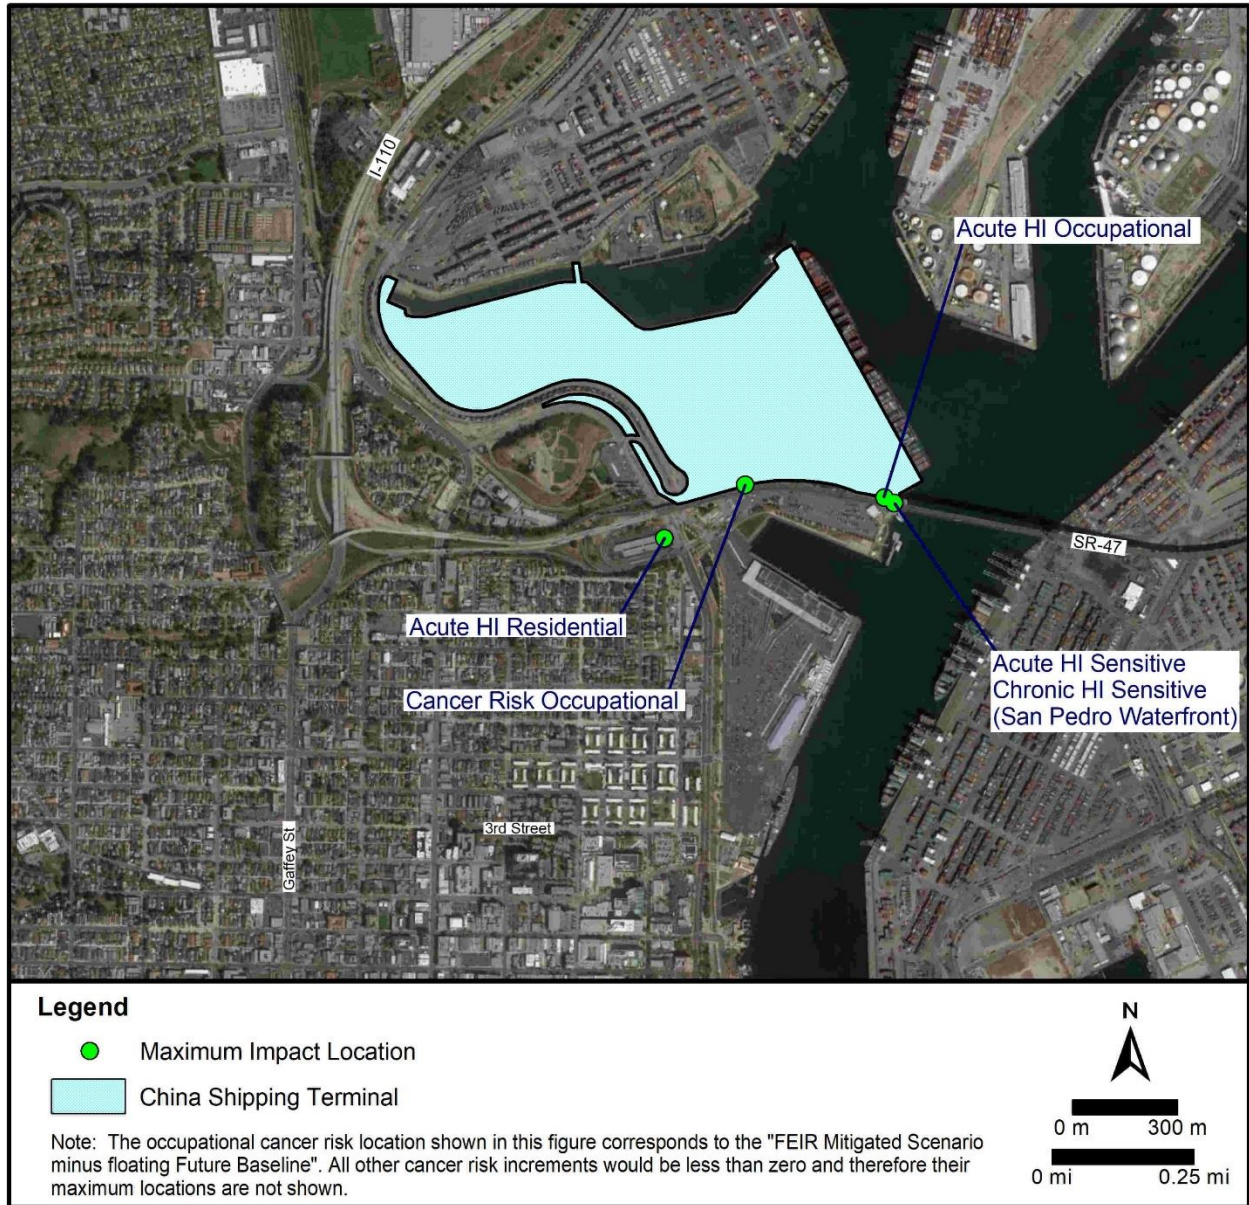 I-110
Acute HI Occupational
SR-47
Acute HI Residential
Cancer Risk Occupational
Acute HI Sensitive
Chronic HI Sensitive
(San Pedro Waterfront)
3rd Street
Gaffey St
Legend
Maximum Impact Location
China Shipping Terminal
Note: The occupational cancer risk location shown in this figure corresponds to the "FEIR Mitigated Scenario
minus floating Future Baseline". All other cancer risk increments would be less than zero and therefore their
maximum locations are not shown.
N
0 m 300 m
0 mi 0.25 mi